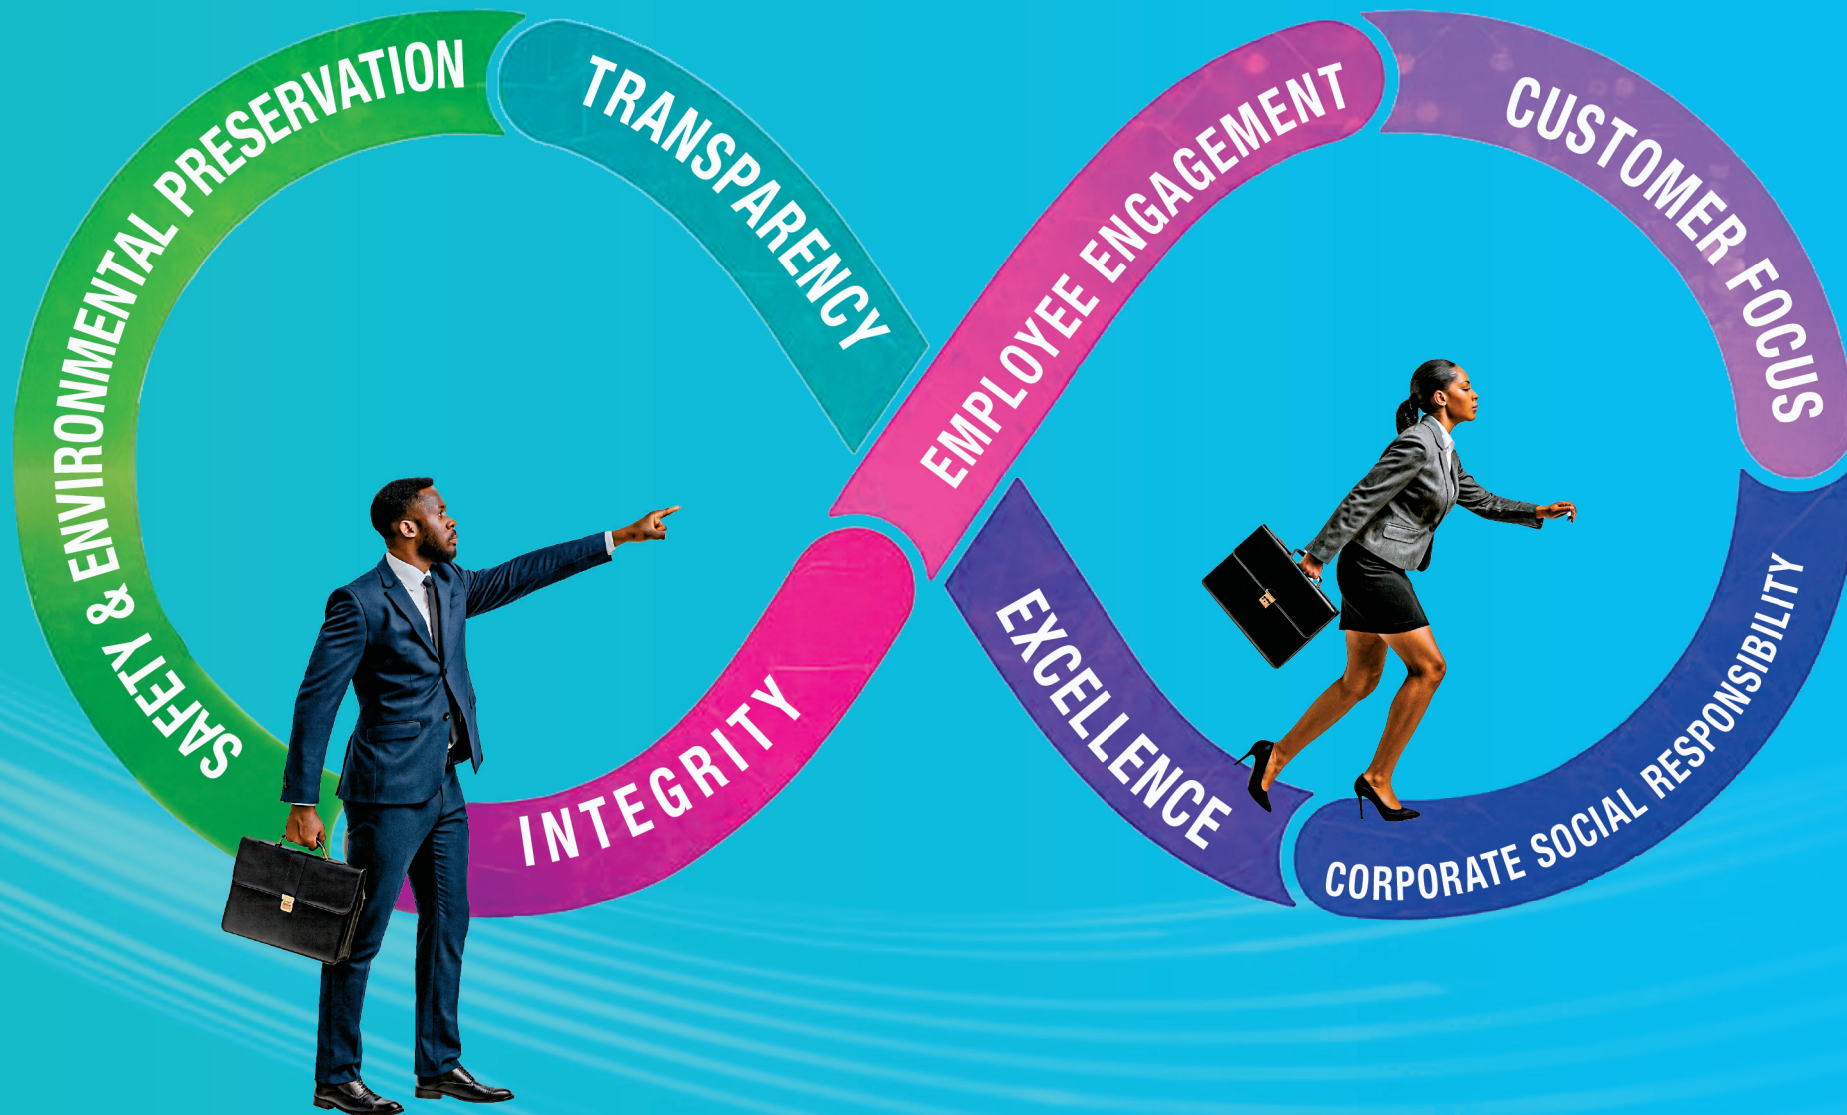 SAFETY & ENVIRONMENTAL PRESERVATION
TRANSPARENCY
EMPLOYEE ENGAGEMENT
CUSTOMER FOCUS
INTEGRITY
EXCELLENCE
CORPORATE SOCIAL RESPONSIBILITY